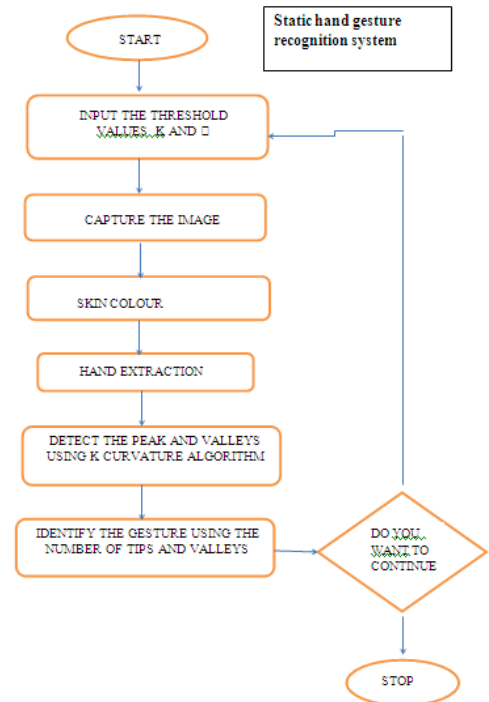 START
Static hand gesture
recognition system
INPUT THE THRESHOLD
VALUES, K AND □
CAPTURE THE IMAGE
SKIN COLOUR
HAND EXTRACTION
DETECT THE PEAK AND VALLEYS
USING K CURVATURE ALGORITHM
IDENTIFY THE GESTURE USING THE
NUMBER OF TIPS AND VALLEYS
DO YOU
WANT TO
CONTINUE
STOP